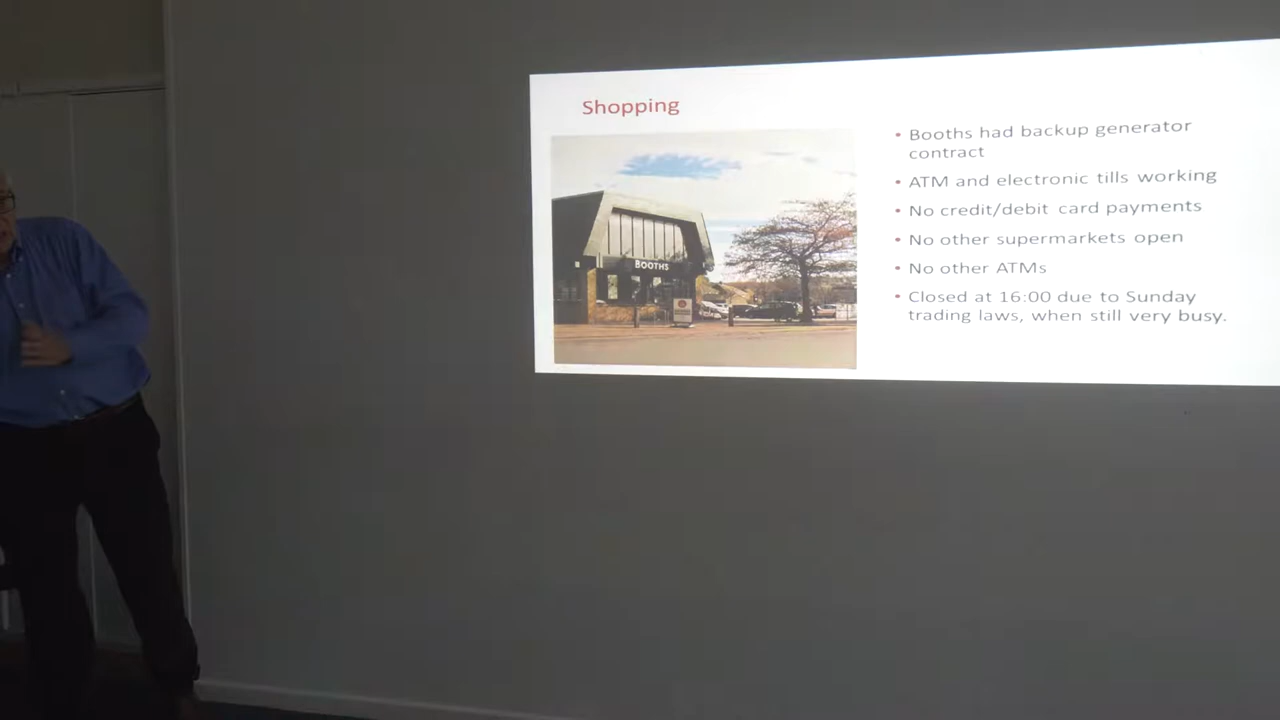 Shopping
BOOTHS
• Booths had backup generator
contract
• ATM and electronic tills working
• No credit/debit card payments
• No other supermarkets open
• No other ATMs
• Closed at 16:00 due to Sunday
trading laws, when still very busy.